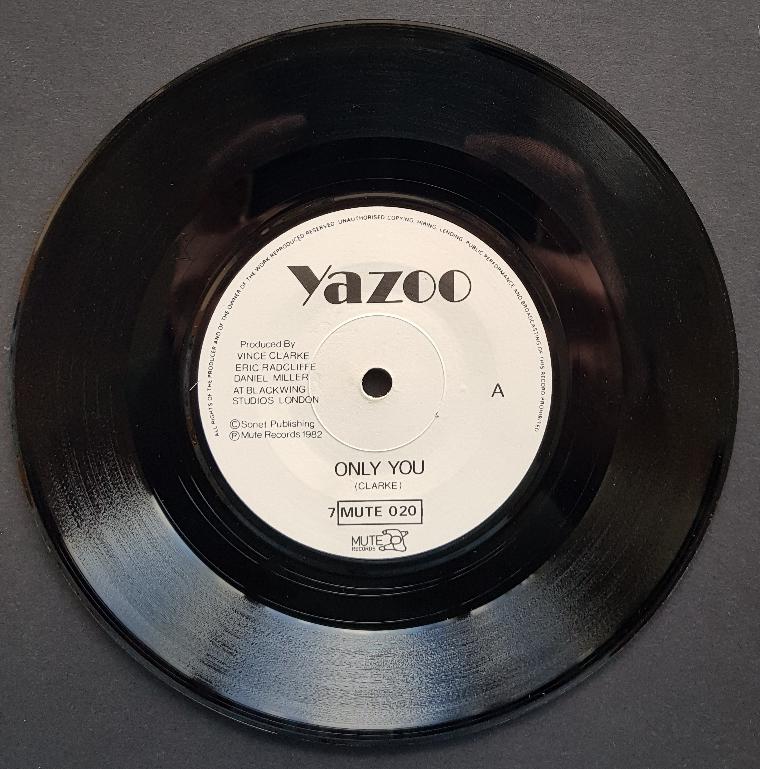 ALL RIGHTS OF THE PRODUCER AND OF THE OWNER OF THE WORK REPRODUCED RESERVED. UNAUTHORISED COPYING, HIRING, LENDING, PUBLIC PERFORMANCE AND BROADCASTING OF THIS RECORD PROHIBITED
Yazoo
Produced By
VINCE CLARKE
ERIC RADCLIFFE
DANIEL MILLER
AT BLACKWING
STUDIOS LONDON
A
©Sonet Publishing
℗Mute Records 1982
ONLY YOU
(CLARKE)
7 MUTE 020
MUTE
RECORDS